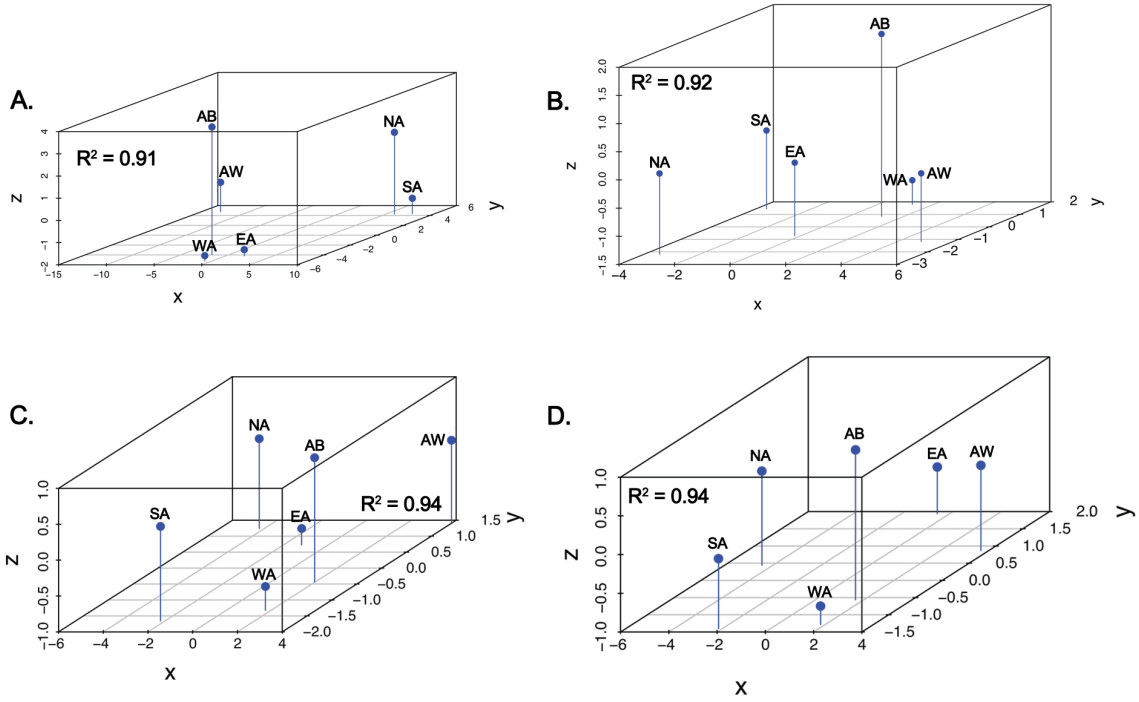 A.
R² = 0.91
AB
AW
NA
SA
WA
EA
z
4
3
2
1
0
−1
−2
−15
−10
−5
0
5
10
x
−6
−4
−2
0
2
4
6
y
B.
R² = 0.92
AB
SA
EA
NA
WA
AW
z
2.0
1.5
1.0
0.5
0.0
−0.5
−1.0
−1.5
−4
−2
0
2
4
6
x
−3
−2
−1
0
1
2
y
C.
R² = 0.94
NA
AB
AW
SA
EA
WA
z
1.0
0.5
0.0
−0.5
−1.0
−6
−4
−2
0
2
4
x
−2.0
−1.5
−1.0
−0.5
0.0
0.5
1.0
1.5
y
D.
R² = 0.94
AB
NA
EA
AW
SA
WA
z
1.0
0.5
0.0
−0.5
−1.0
−6
−4
−2
0
2
4
x
−1.5
−1.0
−0.5
0.0
0.5
1.0
1.5
2.0
y